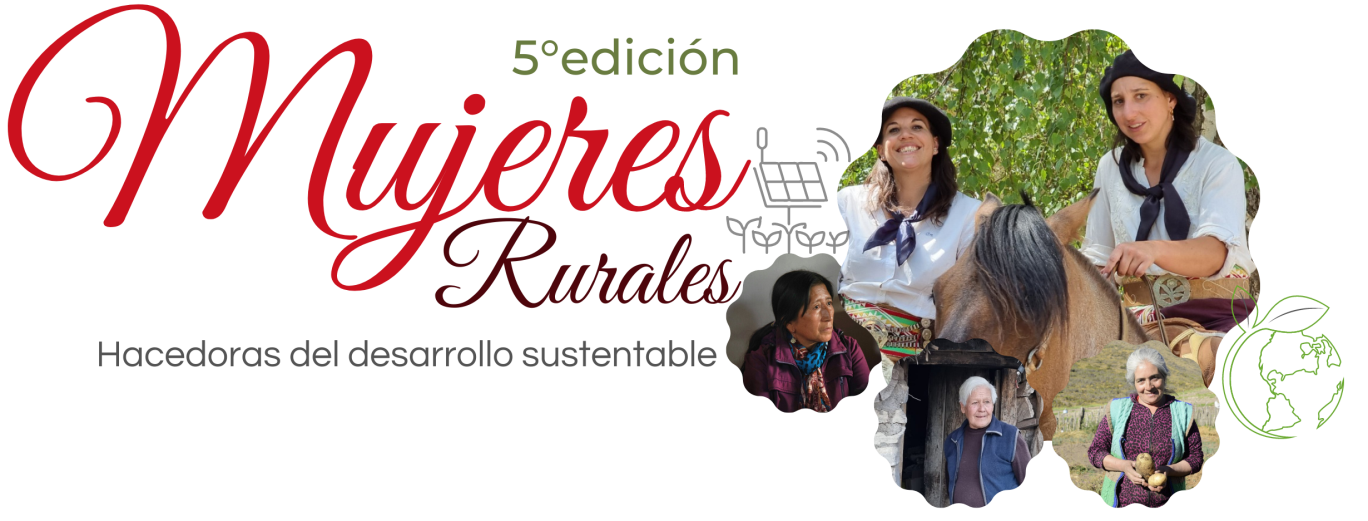 5°edición
Mujeres
Rurales
Hacedoras del desarrollo sustentable